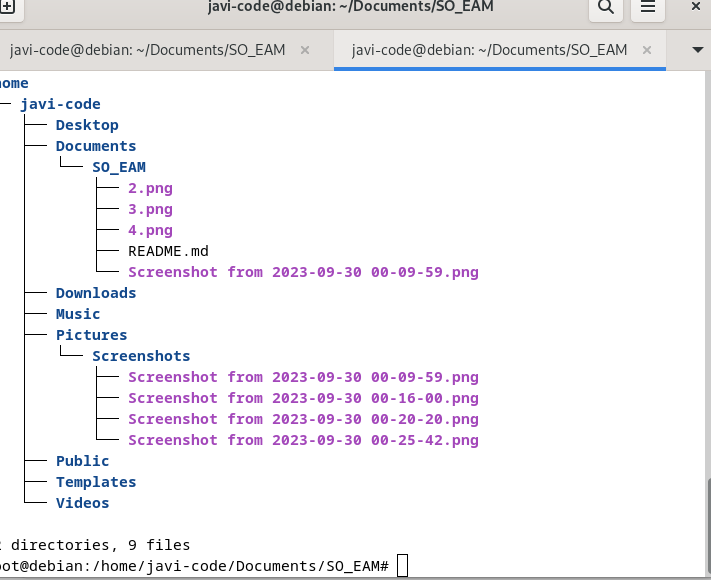 javi-code@debian: ~/Documents/SO_EAM
javi-code@debian: ~/Documents/SO_EAM × javi-code@debian: ~/Documents/SO_EAM ×
ome
javi-code
Desktop
Documents
SO_EAM
2.png
3.png
4.png
README.md
Screenshot from 2023-09-30 00-09-59.png
Downloads
Music
Pictures
Screenshots
Screenshot from 2023-09-30 00-09-59.png
Screenshot from 2023-09-30 00-16-00.png
Screenshot from 2023-09-30 00-20-20.png
Screenshot from 2023-09-30 00-25-42.png
Public
Templates
Videos
directories, 9 files
ot@debian:/home/javi-code/Documents/SO_EAM#